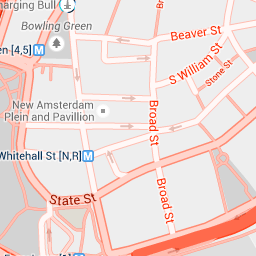 harging Bull
Bowling Green
Beaver St
en [4,5] M
S William St
Stone St
New Amsterdam
Plein and Pavillion
Broad St
Whitehall St [N,R] M
State St
Broad St